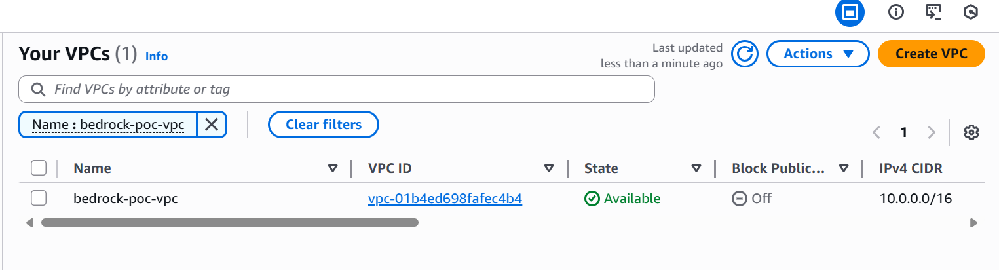 Your VPCs (1) Info
Last updated
less than a minute ago
Actions
Create VPC
Find VPCs by attribute or tag
Name : bedrock-poc-vpc
Clear filters
1
Name VPC ID State Block Public... IPv4 CIDR
bedrock-poc-vpc vpc-01b4ed698fafec4b4 Available Off 10.0.0.0/16